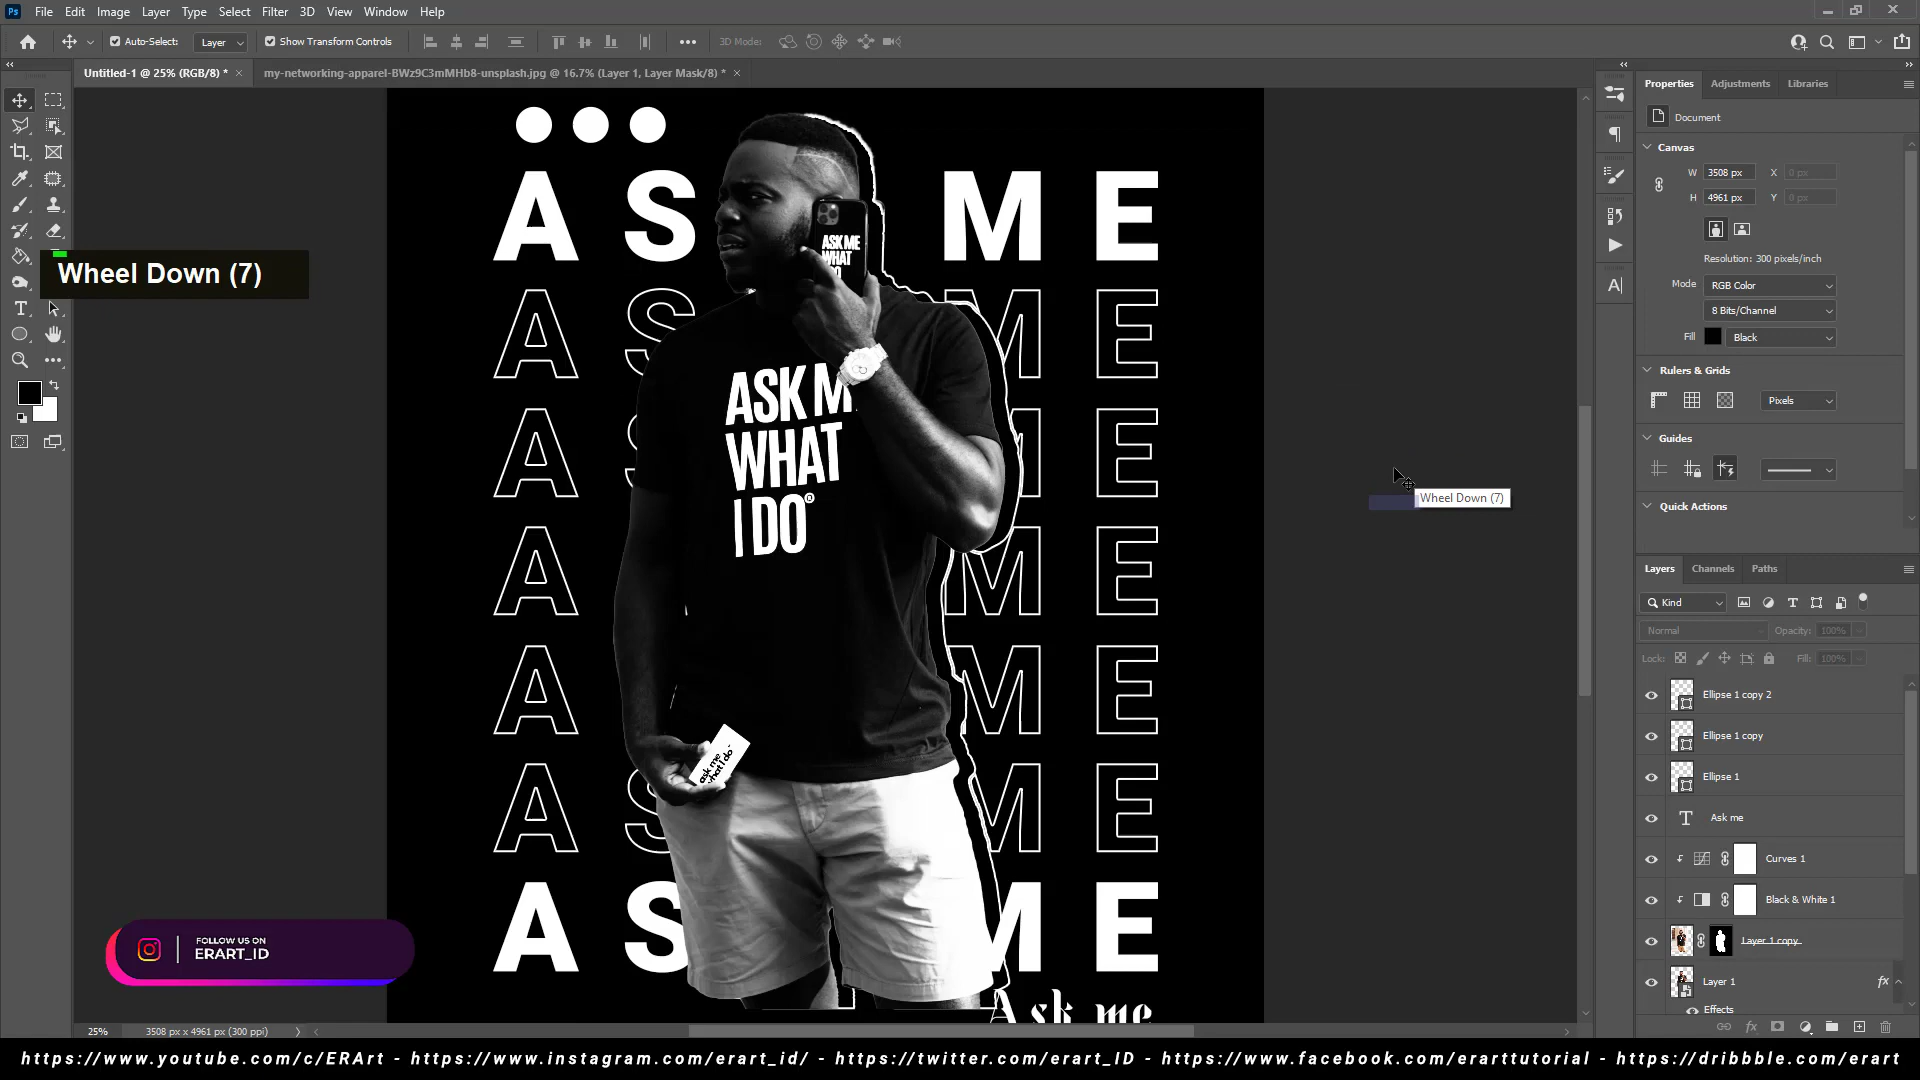 Ps File Edit Image Layer Type Select Filter 3D View Window Help
Auto-Select: Layer Show Transform Controls 3D Mode:
Untitled-1 @ 25% (RGB/8) * × my-networking-apparel-BWz9C3mMHb8-unsplash.jpg @ 16.7% (Layer 1, Layer Mask/8) * ×
Wheel Down (7)
A S M E
A S M E
A S M E
A M E
A M E
A S M E
A S M E
ASK ME
WHAT
ASK M
WHAT
I DO®
ask me
what i do
Ask me
Wheel Down (7)
FOLLOW US ON
ERART_ID
25% 3508 px x 4961 px (300 ppi)
Properties Adjustments Libraries
Document
Canvas
W 3508 px X 0 px
H 4961 px Y 0 px
Resolution: 300 pixels/inch
Mode RGB Color
8 Bits/Channel
Fill Black
Rulers & Grids
Pixels
Guides
Quick Actions
Layers Channels Paths
Kind
Normal Opacity: 100%
Lock: Fill: 100%
Ellipse 1 copy 2
Ellipse 1 copy
Ellipse 1
Ask me
Curves 1
Black & White 1
Layer 1 copy
Layer 1 fx
Effects
https://www.youtube.com/c/ERArt - https://www.instagram.com/erart_id/ - https://twitter.com/erart_ID - https://www.facebook.com/erarttutorial - https://dribbble.com/erart